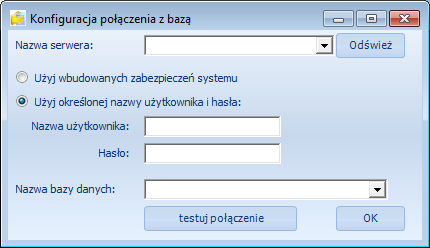 Konfiguracja połączenia z bazą
Nazwa serwera:
Odśwież
Użyj wbudowanych zabezpieczeń systemu
Użyj określonej nazwy użytkownika i hasła:
Nazwa użytkownika:
Hasło:
Nazwa bazy danych:
testuj połączenie OK